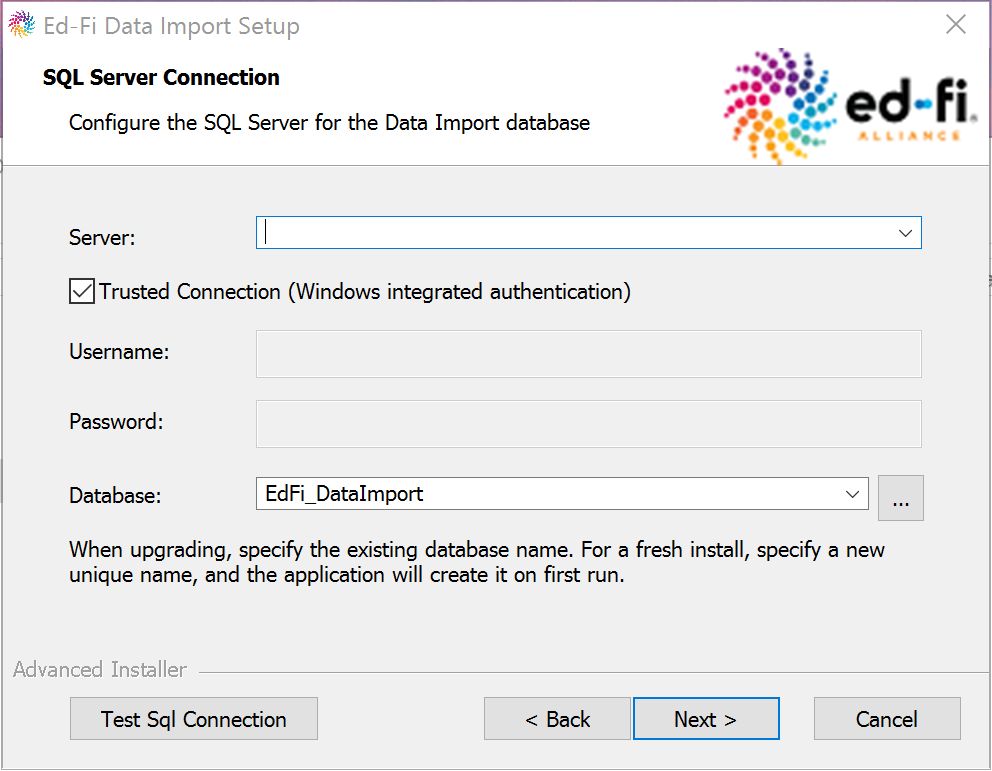 Ed-Fi Data Import Setup
SQL Server Connection
Configure the SQL Server for the Data Import database
ed-fi
ALLIANCE
Server:
Trusted Connection (Windows integrated authentication)
Username:
Password:
Database:
EdFi_DataImport
...
When upgrading, specify the existing database name. For a fresh install, specify a new
unique name, and the application will create it on first run.
Advanced Installer
Test Sql Connection
< Back
Next >
Cancel